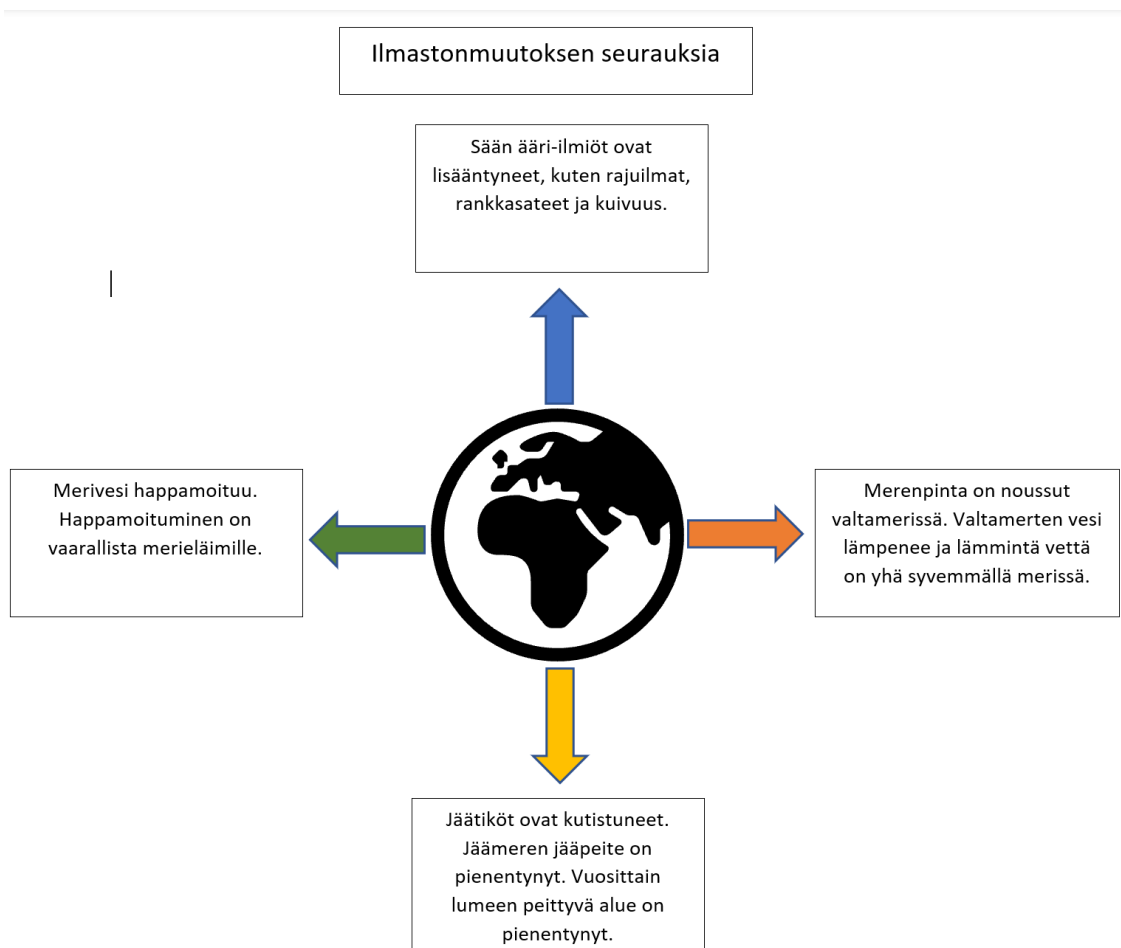 Ilmastonmuutoksen seurauksia
Sään ääri-ilmiöt ovat
lisääntyneet, kuten rajuilmat,
rankkasateet ja kuivuus.
Merivesi happamoituu.
Happamoituminen on
vaarallista merieläimille.
Merenpinta on noussut
valtamerissä. Valtamerten vesi
lämpenee ja lämmintä vettä
on yhä syvemmällä merissä.
Jäätiköt ovat kutistuneet.
Jäämeren jääpeite on
pienentynyt. Vuosittain
lumeen peittyvä alue on
pienentynyt.